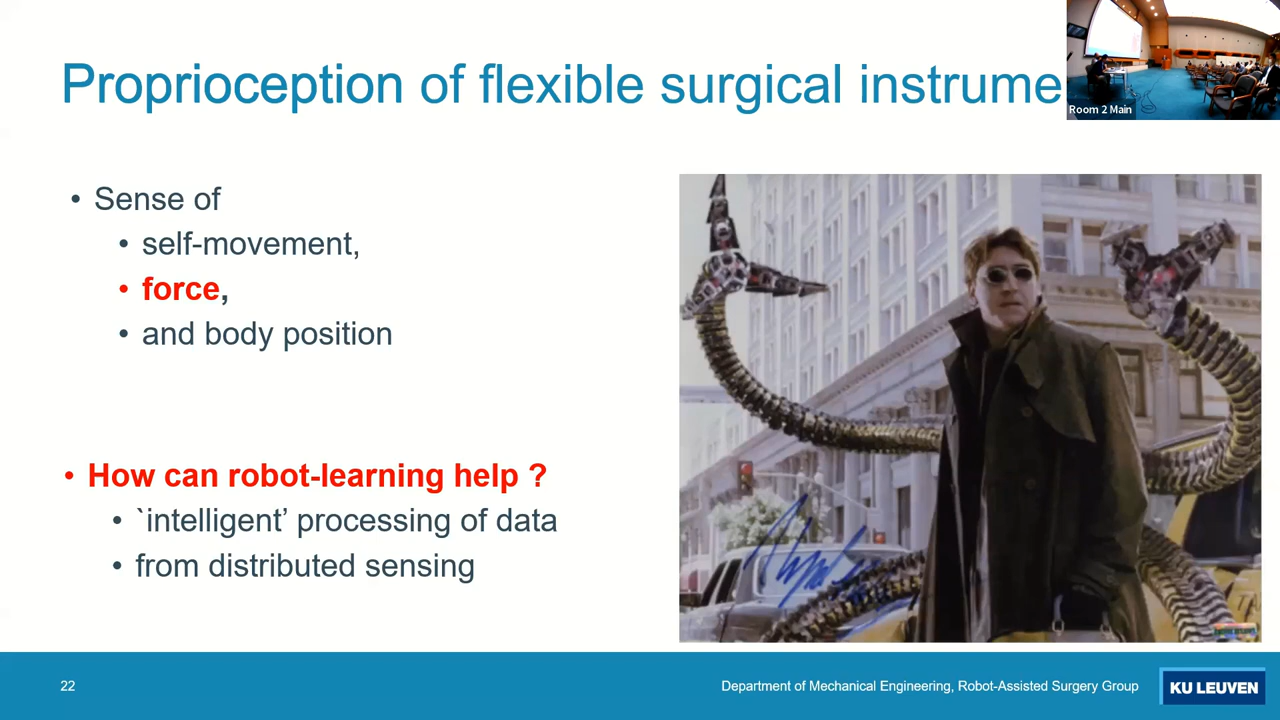 Proprioception of flexible surgical instrume
Room 2 Main
• Sense of
• self-movement,
• force,
• and body position
• How can robot-learning help ?
• `intelligent’ processing of data
• from distributed sensing
22
Department of Mechanical Engineering, Robot-Assisted Surgery Group
KU LEUVEN